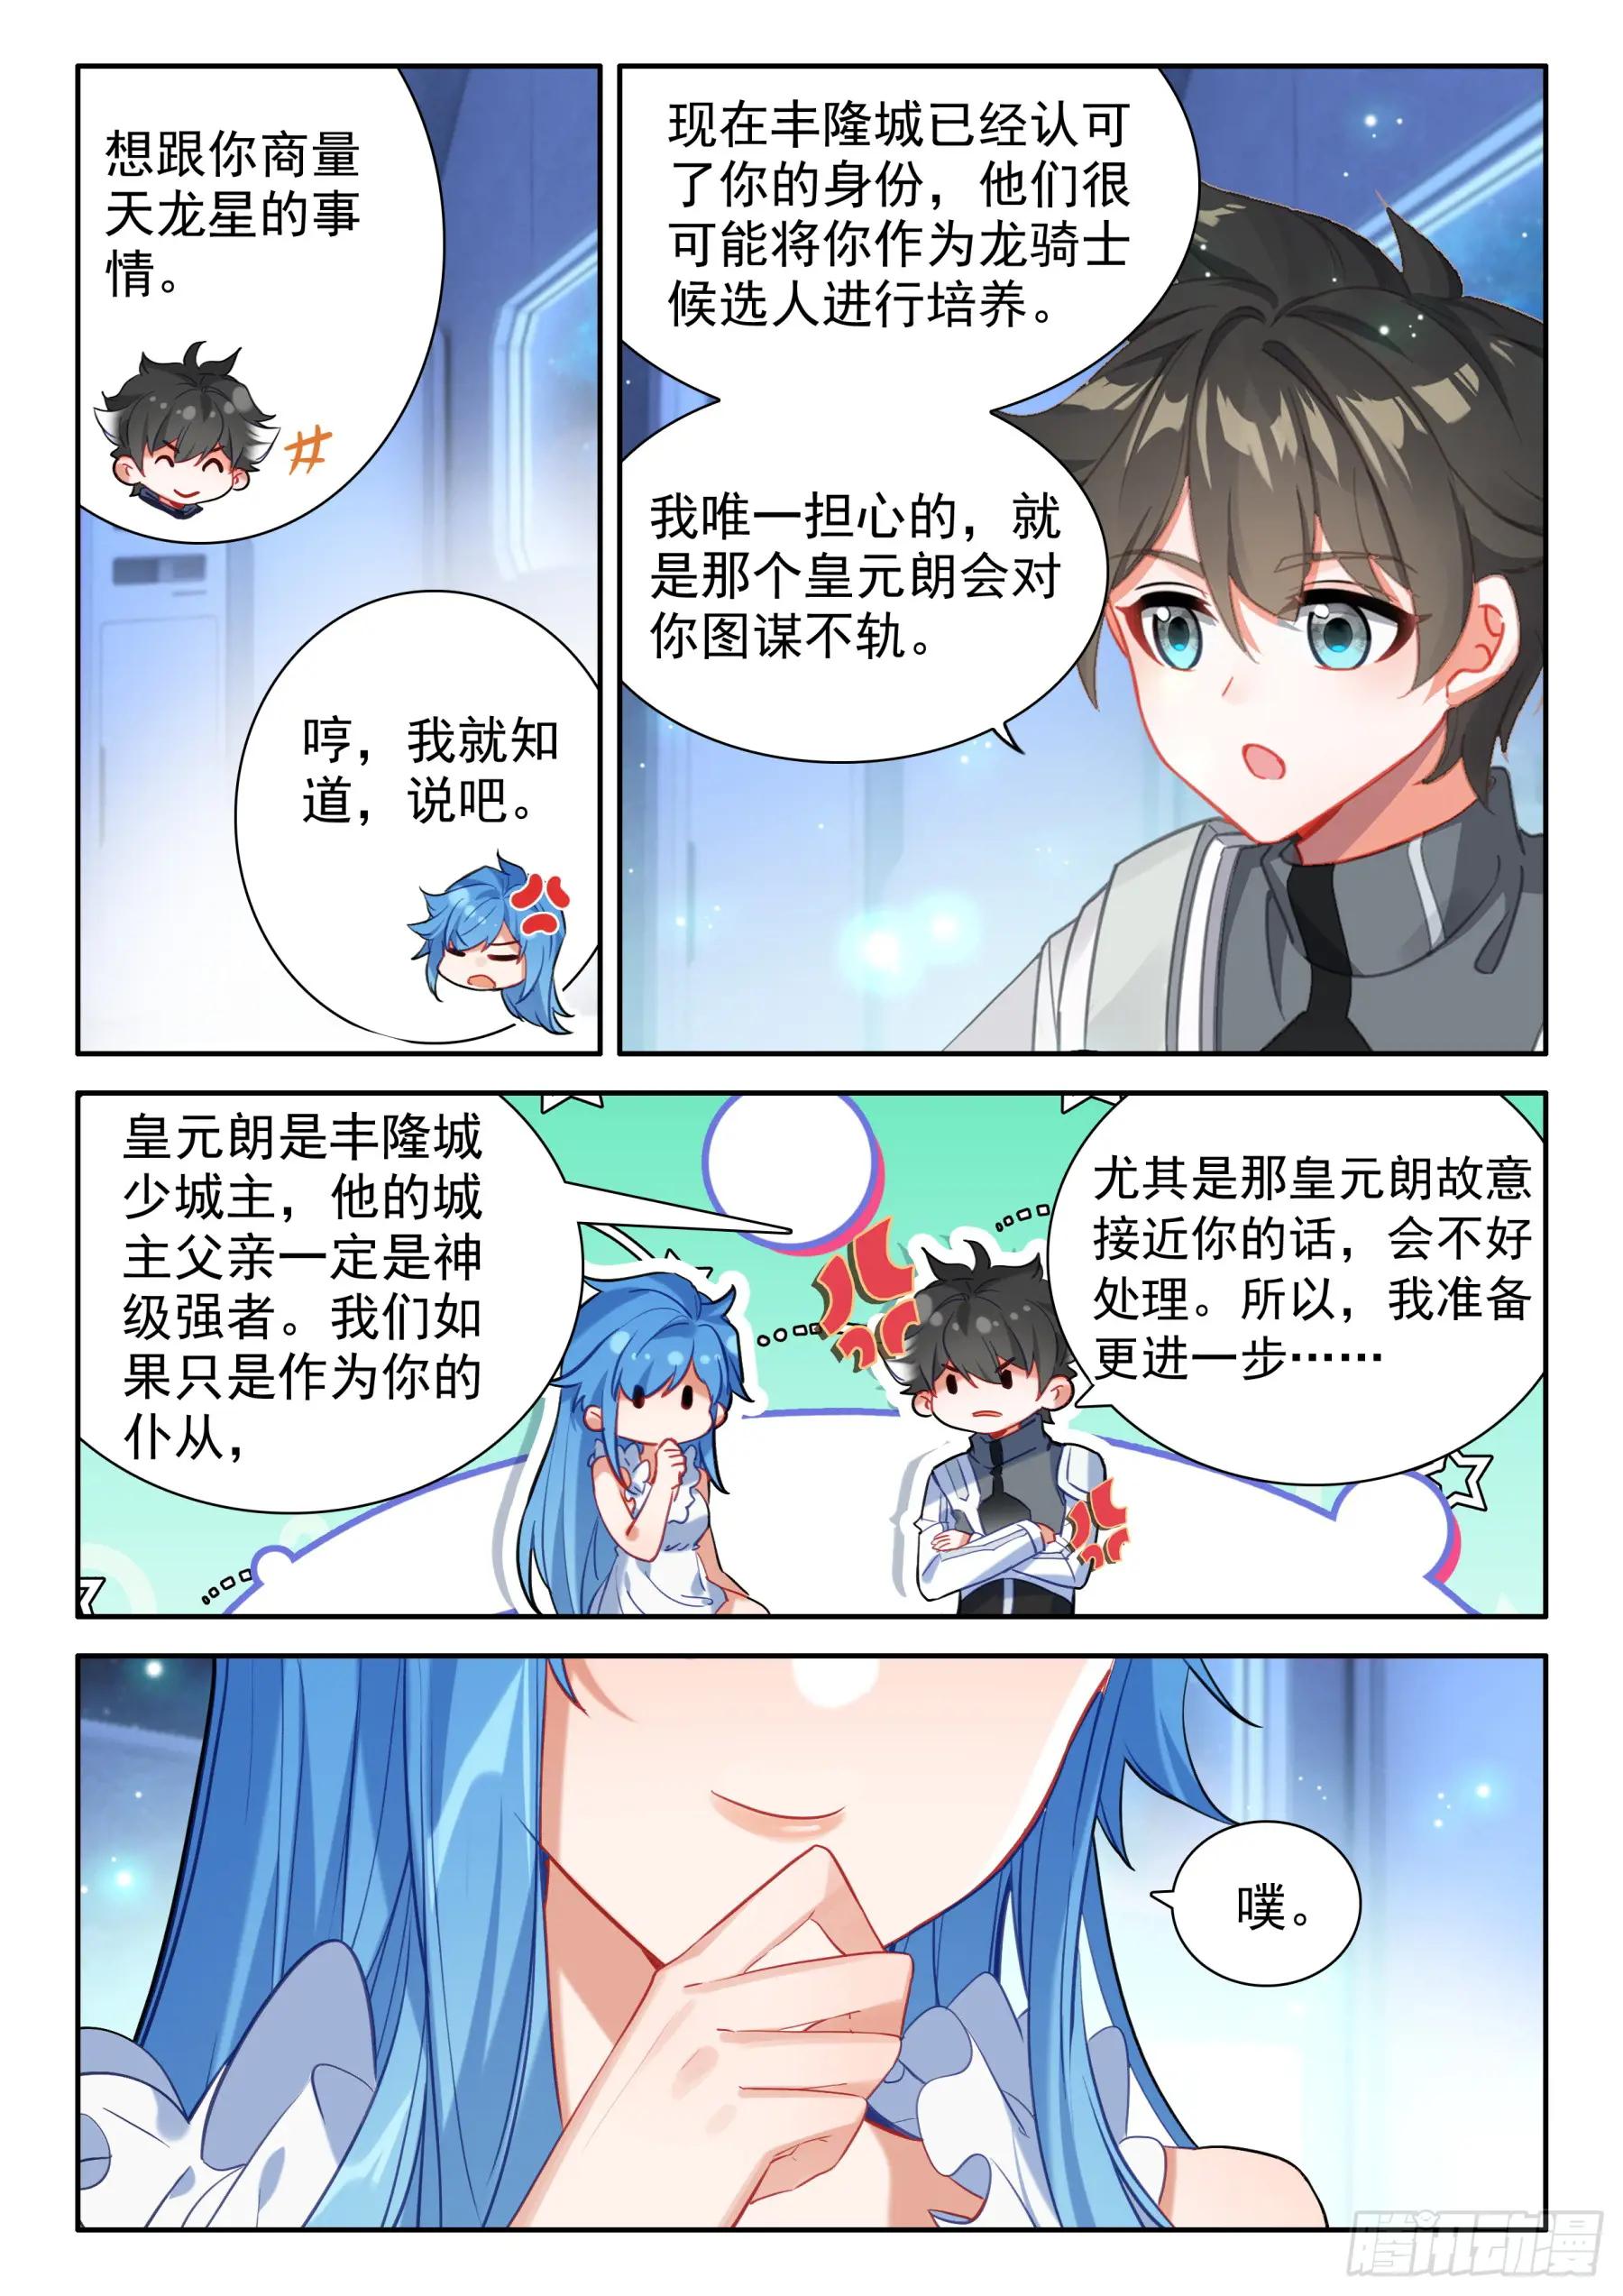 想跟你商量
天龙星的事
情。
哼，我就知
道，说吧。
现在丰隆城已经认可
了你的身份，他们很
可能将你作为龙骑士
候选人进行培养。
我唯一担心的，就
是那个皇元朗会对
你图谋不轨。
皇元朗是丰隆城
少城主，他的城
主父亲一定是神
级强者。我们如
果只是作为你的
仆从，
尤其是那皇元朗故意
接近你的话，会不好
处理。所以，我准备
更进一步……
噗。
腾讯动漫